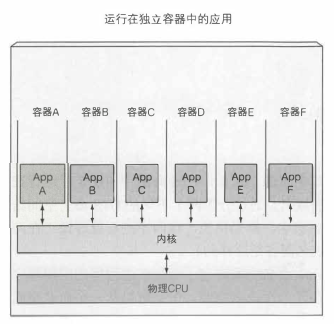 运行在独立容器中的应用
容器A 容器B 容器C 容器D 容器E 容器F
App App App App App App
A B C D E F
内核
物理CPU